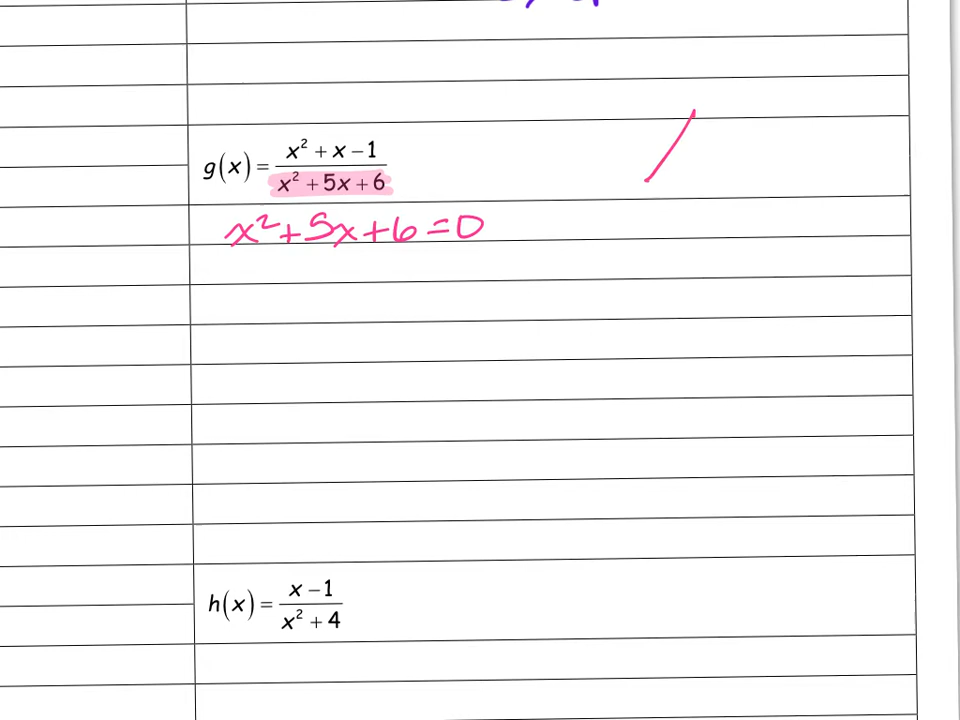 g(x) = (x² + x − 1)/(x² + 5x + 6)
x² + 5x + 6 = 0
h(x) = (x − 1)/(x² + 4)